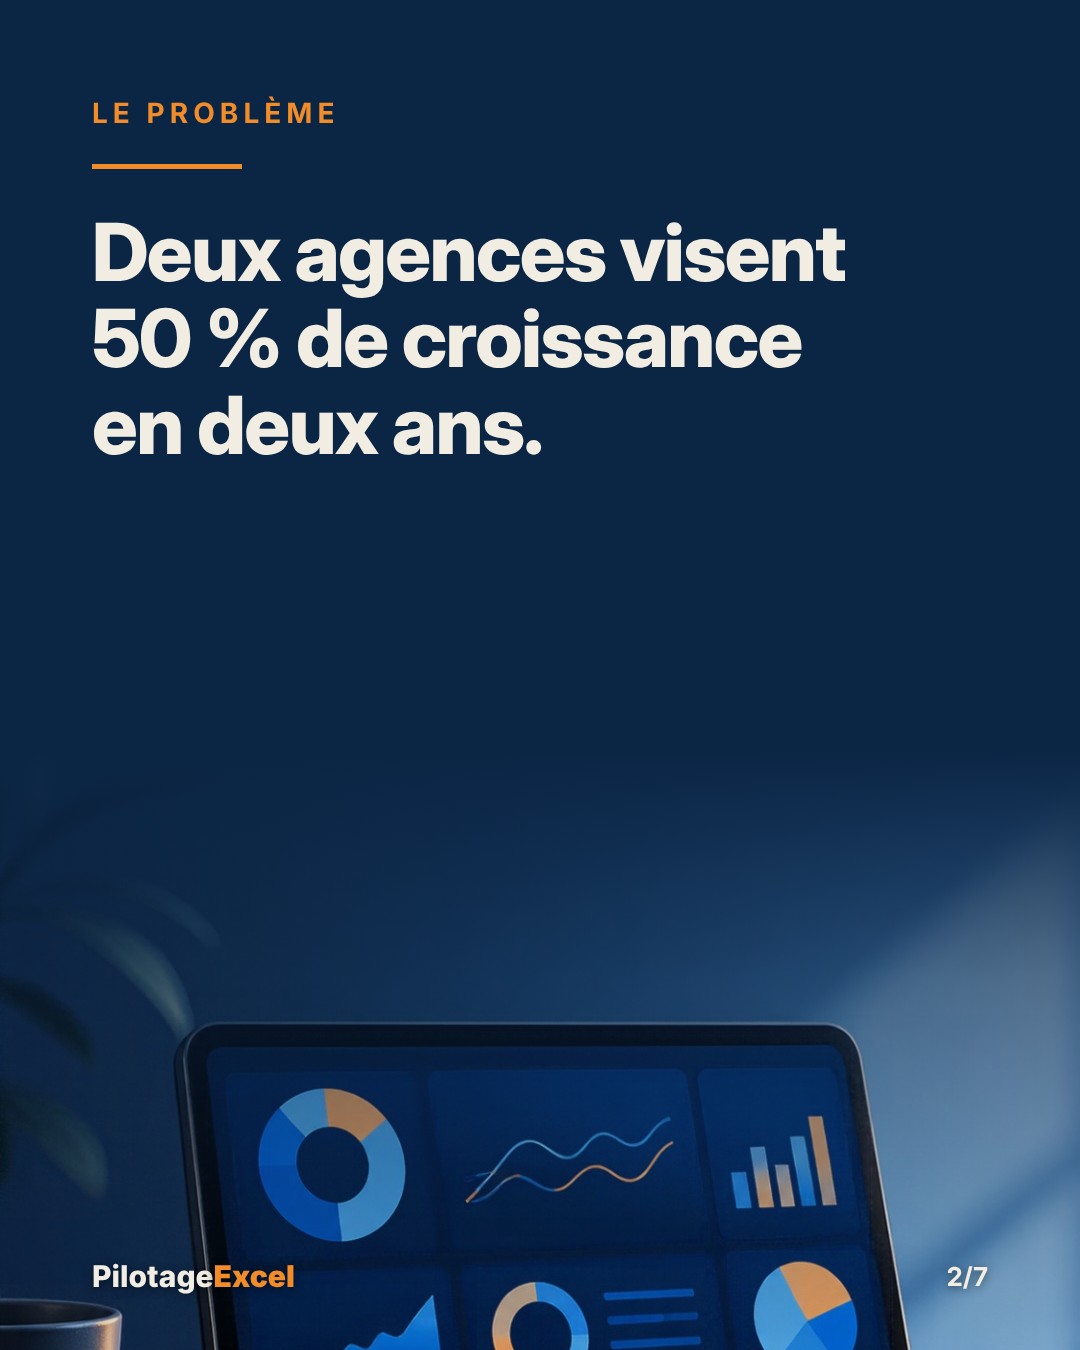 LE PROBLÈME
Deux agences visent
50 % de croissance
en deux ans.
PilotageExcel
2/7